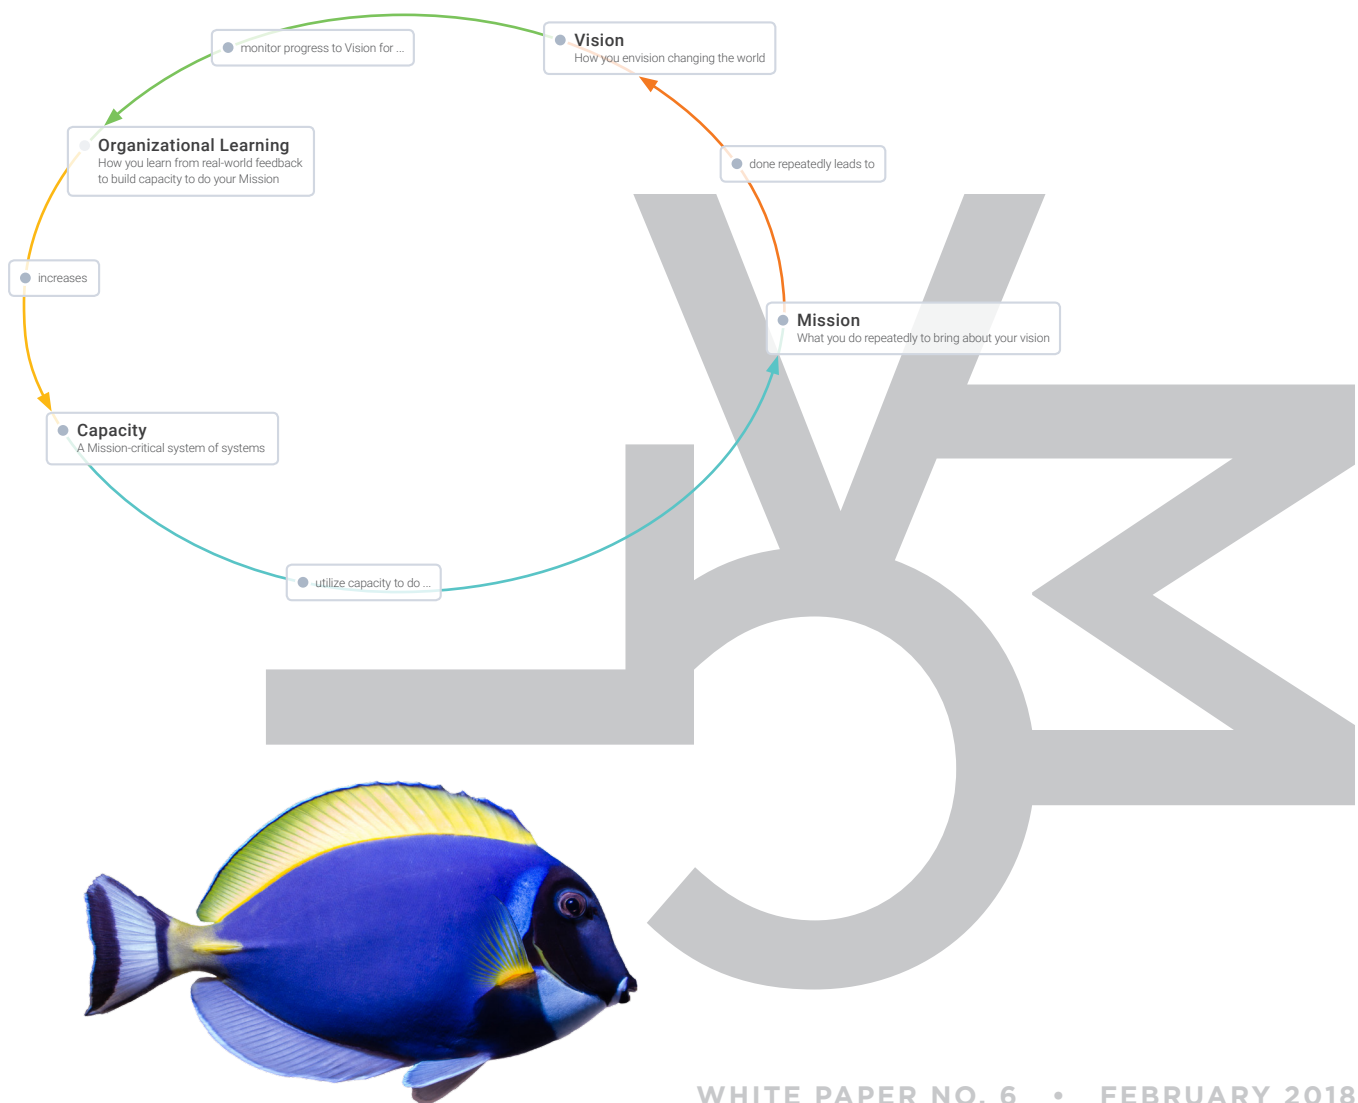 monitor progress to Vision for ...
Vision
How you envision changing the world
Organizational Learning
How you learn from real-world feedback
to build capacity to do your Mission
done repeatedly leads to
increases
Mission
What you do repeatedly to bring about your vision
Capacity
A Mission-critical system of systems
utilize capacity to do ...
V
M
C
L
WHITE PAPER NO. 6 • FEBRUARY 2018